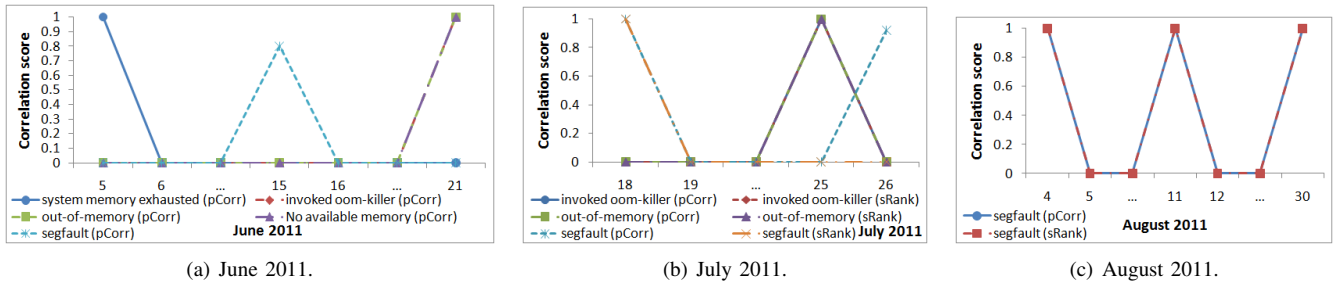 Correlation score
1
0.9
0.8
0.7
0.6
0.5
0.4
0.3
0.2
0.1
0
5 6 ... 15 16 ... 21
system memory exhausted (pCorr) invoked oom-killer (pCorr)
out-of-memory (pCorr) No available memory (pCorr)
segfault (pCorr)
June 2011
(a) June 2011.
Correlation score
1
0.8
0.6
0.4
0.2
0
18 19 ... 25 26
invoked oom-killer (pCorr) invoked oom-killer (sRank)
out-of-memory (pCorr) out-of-memory (sRank)
segfault (pCorr) segfault (sRank)
July 2011
(b) July 2011.
Correlation score
1
0.8
0.6
0.4
0.2
0
4 5 ... 11 12 ... 30
segfault (pCorr)
segfault (sRank)
August 2011
(c) August 2011.